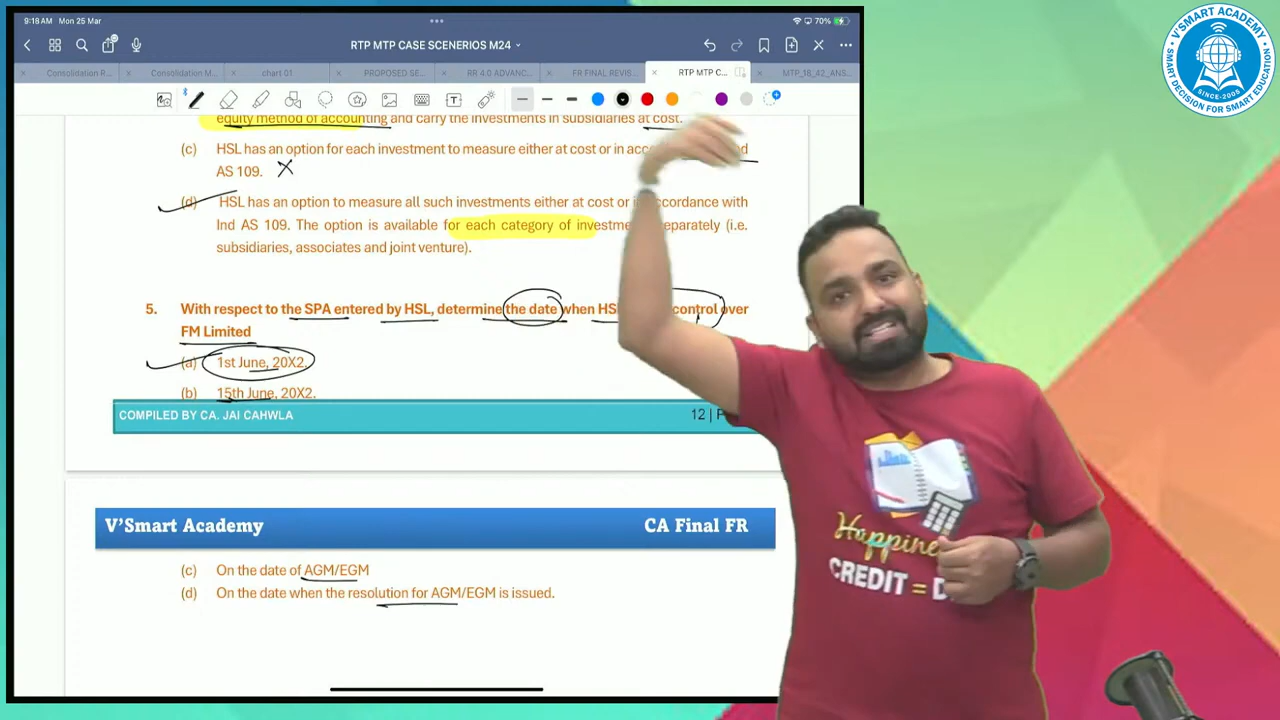 9:18 AM Mon 25 Mar
70%
RTP MTP CASE SCENERIOS M24
Consolidation R...
Consolidation M...
chart 01
PROPOSED SE...
RR 4.0 ADVANC...
FR FINAL REVIS...
RTP MTP C...
MTP_18_42_ANS...
equity method of accounting and carry the investments in subsidiaries at cost.
(c) HSL has an option for each investment to measure either at cost or in
AS 109.
(d) HSL has an option to measure all such investments either at cost or in accordance with
Ind AS 109. The option is available for each category of separately (i.e.
subsidiaries, associates and joint venture).
5. With respect to the SPA entered by HSL, determine the date when control over
FM Limited
(a) 1st June, 20X2.
(b) 15th June, 20X2.
COMPILED BY CA. JAI CAHWLA
12 |
V'Smart Academy
CA Final FR
(c) On the date of AGM/EGM
(d) On the date when the resolution for AGM/EGM is issued.
V'SMART ACADEMY
SMART DECISION FOR SMART EDUCATION
SINCE-2005
CREDIT =